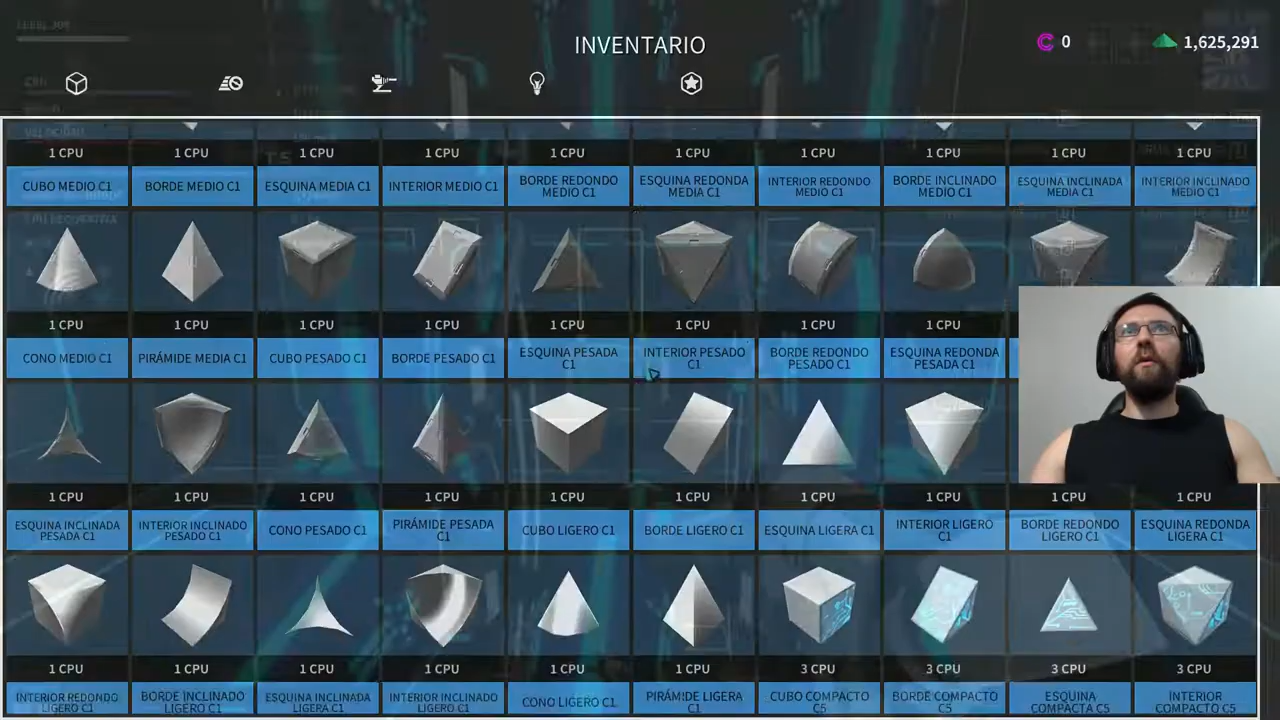 LEVEL 301
INVENTARIO
0
1,625,291
1 CPU 1 CPU 1 CPU 1 CPU 1 CPU 1 CPU 1 CPU 1 CPU 1 CPU 1 CPU
CUBO MEDIO C1
BORDE MEDIO C1
ESQUINA MEDIA C1
INTERIOR MEDIO C1
BORDE REDONDO
MEDIO C1
ESQUINA REDONDA
MEDIA C1
INTERIOR REDONDO
MEDIO C1
BORDE INCLINADO
MEDIO C1
ESQUINA INCLINADA
MEDIA C1
INTERIOR INCLINADO
MEDIO C1
1 CPU 1 CPU 1 CPU 1 CPU 1 CPU 1 CPU 1 CPU 1 CPU
CONO MEDIO C1
PIRÁMIDE MEDIA C1
CUBO PESADO C1
BORDE PESADO C1
ESQUINA PESADA
C1
INTERIOR PESADO
C1
BORDE REDONDO
PESADO C1
ESQUINA REDONDA
PESADA C1
1 CPU 1 CPU 1 CPU 1 CPU 1 CPU 1 CPU 1 CPU 1 CPU 1 CPU 1 CPU
ESQUINA INCLINADA
PESADA C1
INTERIOR INCLINADO
PESADO C1
CONO PESADO C1
PIRÁMIDE PESADA
C1
CUBO LIGERO C1
BORDE LIGERO C1
ESQUINA LIGERA C1
INTERIOR LIGERO
C1
BORDE REDONDO
LIGERO C1
ESQUINA REDONDA
LIGERA C1
1 CPU 1 CPU 1 CPU 1 CPU 1 CPU 1 CPU 3 CPU 3 CPU 3 CPU 3 CPU
INTERIOR REDONDO
LIGERO C1
BORDE INCLINADO
LIGERO C1
ESQUINA INCLINADA
LIGERA C1
INTERIOR INCLINADO
LIGERO C1
CONO LIGERO C1
PIRÁMIDE LIGERA
C1
CUBO COMPACTO
C5
BORDE COMPACTO
C5
ESQUINA
COMPACTA C5
INTERIOR
COMPACTO C5